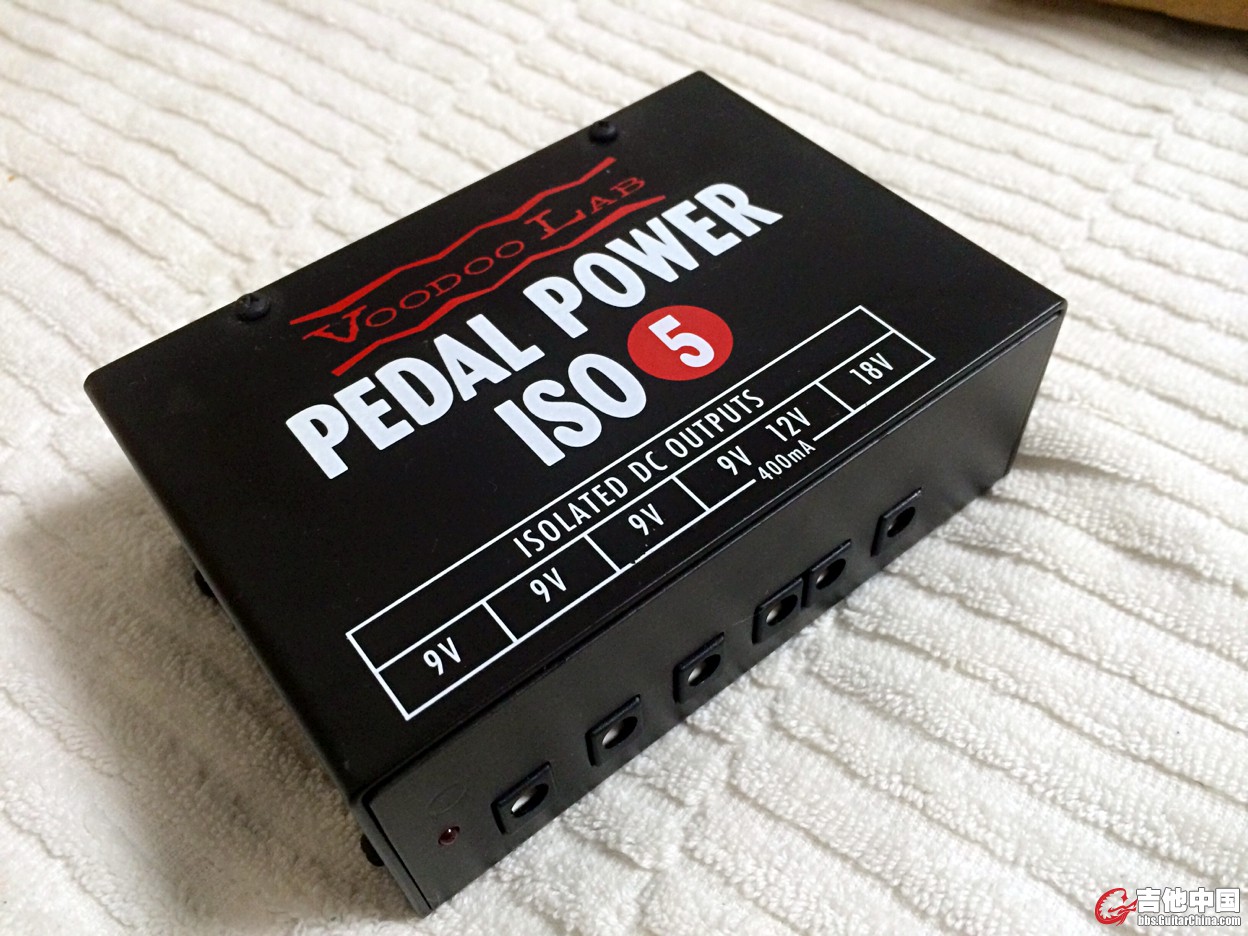 VOODOO LAB
PEDAL POWER
ISO 5
ISOLATED DC OUTPUTS
9V 9V 9V 9V 12V 18V
400mA
吉他中国
bbs.GuitarChina.com